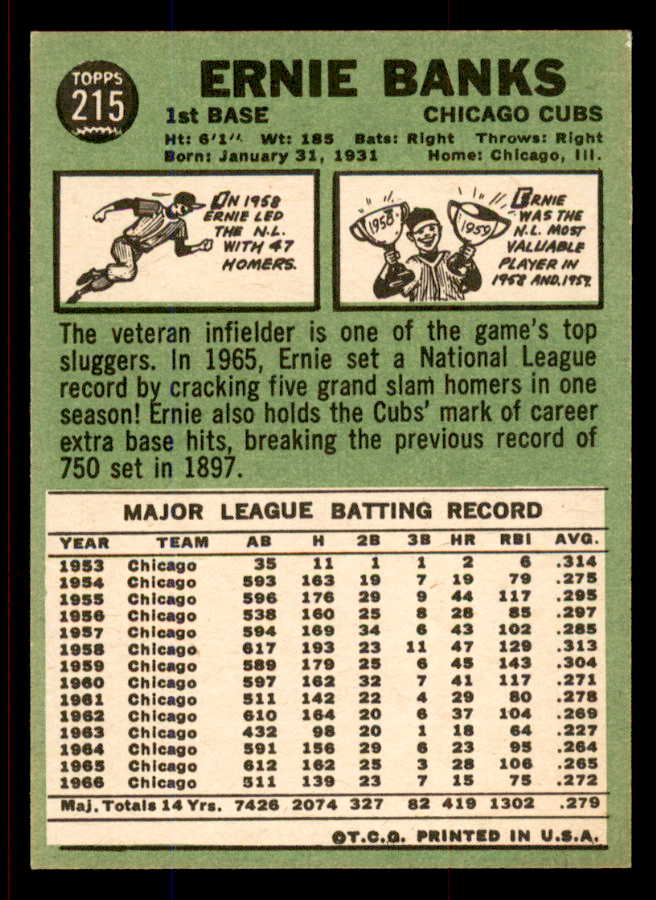 TOPPS
215
ERNIE BANKS
1st BASE CHICAGO CUBS
Ht: 6'1". Wt: 185 Bats: Right Throws: Right
Born: January 31, 1931 Home: Chicago, Ill.
IN 1958
ERNIE LED
THE N.L.
WITH 47
HOMERS.
1958
1959
ERNIE
WAS THE
N.L. MOST
VALUABLE
PLAYER IN
1958 AND 1959.
The veteran infielder is one of the game's top
sluggers. In 1965, Ernie set a National League
record by cracking five grand slam homers in one
season! Ernie also holds the Cubs' mark of career
extra base hits, breaking the previous record of
750 set in 1897.
MAJOR LEAGUE BATTING RECORD
YEAR TEAM AB H 2B 3B HR RBI AVG.
1953 Chicago 35 11 1 1 2 6 .314
1954 Chicago 593 163 19 7 19 79 .275
1955 Chicago 596 176 29 9 44 117 .295
1956 Chicago 538 160 25 8 28 85 .297
1957 Chicago 594 169 34 6 43 102 .285
1958 Chicago 617 193 23 11 47 129 .313
1959 Chicago 589 179 25 6 45 143 .304
1960 Chicago 597 162 32 7 41 117 .271
1961 Chicago 511 142 22 4 29 80 .278
1962 Chicago 610 164 20 6 37 104 .269
1963 Chicago 432 98 20 1 18 64 .227
1964 Chicago 591 156 29 6 23 95 .264
1965 Chicago 612 162 25 3 28 106 .265
1966 Chicago 511 139 23 7 15 75 .272
Maj. Totals 14 Yrs. 7426 2074 327 82 419 1302 .279
©T.C.G. PRINTED IN U.S.A.